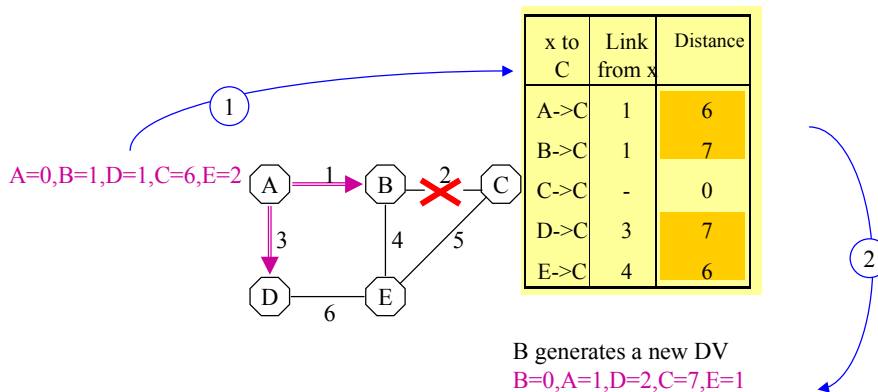 x to C Link from x Distance
A->C 1 6
B->C 1 7
C->C - 0
D->C 3 7
E->C 4 6
1
A=0,B=1,D=1,C=6,E=2
A 1 B 2 C
3 4 5
D 6 E
2
B generates a new DV
B=0,A=1,D=2,C=7,E=1